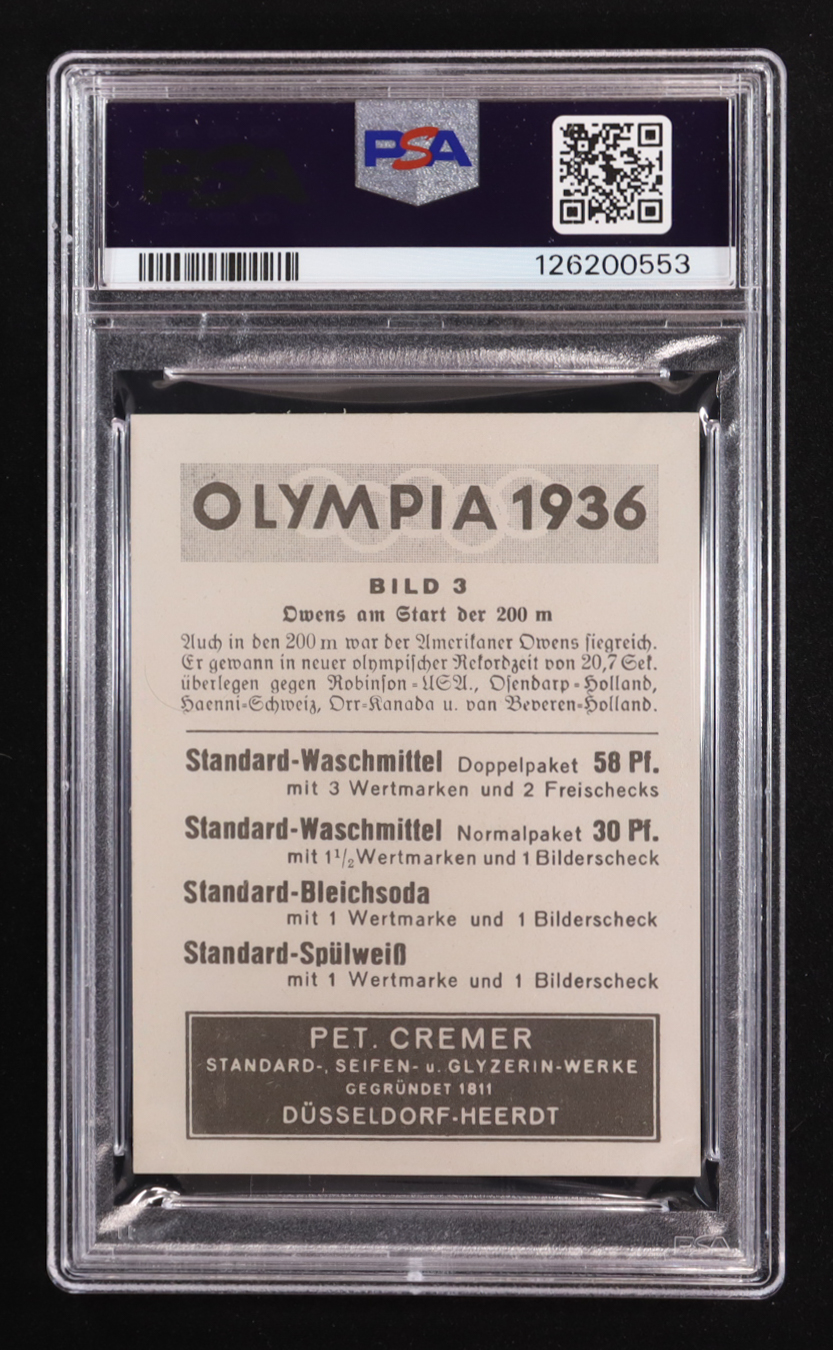 PSA
PSA
126200553
OLYMPIA 1936
BILD 3
Owens am Start der 200 m
Auch in den 200 m war der Amerikaner Owens siegreich.
Er gewann in neuer olympischer Rekordzeit von 20,7 Sek.
überlegen gegen Robinson-USA., Osendarp-Holland,
Haenni-Schweiz, Orr-Kanada u. van Beveren-Holland.
Standard-Waschmittel Doppelpaket 58 Pf.
mit 3 Wertmarken und 2 Freischecks
Standard-Waschmittel Normalpaket 30 Pf.
mit 1 1/2 Wertmarken und 1 Bilderscheck
Standard-Bleichsoda
mit 1 Wertmarke und 1 Bilderscheck
Standard-Spülweiß
mit 1 Wertmarke und 1 Bilderscheck
PET. CREMER
STANDARD-, SEIFEN- u. GLYZERIN-WERKE
GEGRÜNDET 1811
DÜSSELDORF-HEERDT
PSA